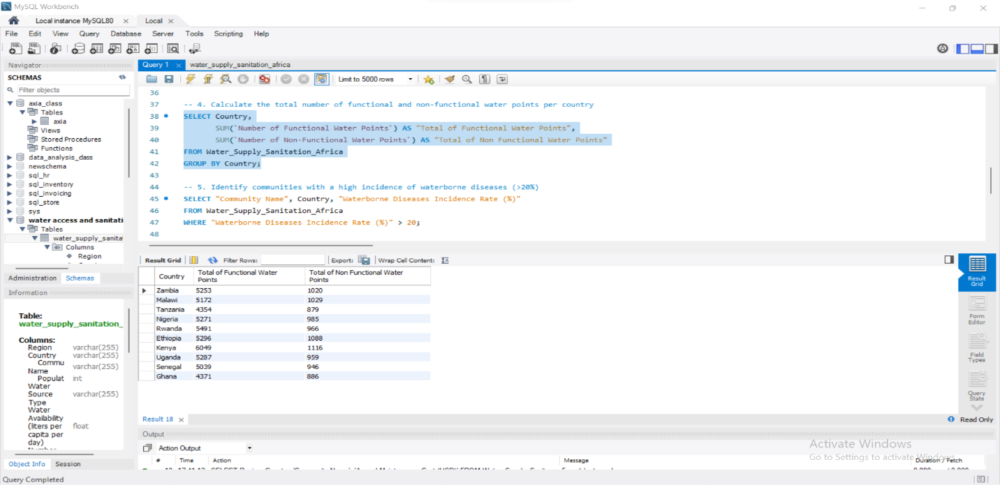 MySQL Workbench
Local instance MySQL80 Local
File Edit View Query Database Server Tools Scripting Help
Navigator
SCHEMAS
Filter objects
axia_class
Tables
axia
Views
Stored Procedures
Functions
data_analysis_dass
newschema
sql_hr
sql_inventory
sql_invoicing
sql_store
sys
water access and sanitati
Tables
water_supply_sanita
Columns
Region
Administration Schemas
Information
Table:
water_supply_sanitation_
Columns:
Region varchar(255)
Country varchar(255)
Commu
Name varchar(255)
Populat int
Water
Source varchar(255)
Type
Water
Availability
(liters per float
capita per
day)
Object Info Session
Query Completed
Query 1 water_supply_sanitation_africa
Limit to 5000 rows
36
37 -- 4. Calculate the total number of functional and non-functional water points per country
38 SELECT Country,
39 SUM(`Number of Functional Water Points`) AS "Total of Functional Water Points",
40 SUM(`Number of Non-Functional Water Points`) AS "Total of Non Functional Water Points"
41 FROM Water_Supply_Sanitation_Africa
42 GROUP BY Country;
43
44 -- 5. Identify communities with a high incidence of waterborne diseases (>20%)
45 SELECT "Community Name", Country, "Waterborne Diseases Incidence Rate (%)"
46 FROM Water_Supply_Sanitation_Africa
47 WHERE "Waterborne Diseases Incidence Rate (%)" > 20;
48
Result Grid Filter Rows: Export: Wrap Cell Content:
Country Total of Functional Water Points Total of Non Functional Water Points
Zambia 5253 1020
Malawi 5172 1029
Tanzania 4354 879
Nigeria 5271 985
Rwanda 5491 966
Ethiopia 5296 1088
Kenya 6049 1116
Uganda 5287 959
Senegal 5039 946
Ghana 4371 886
Result Grid
Form Editor
Field Types
Query Stats
Result 18
Read Only
Output
Action Output
# Time Action Message Duration / Fetch
Activate Windows
Go to Settings to activate Windows.